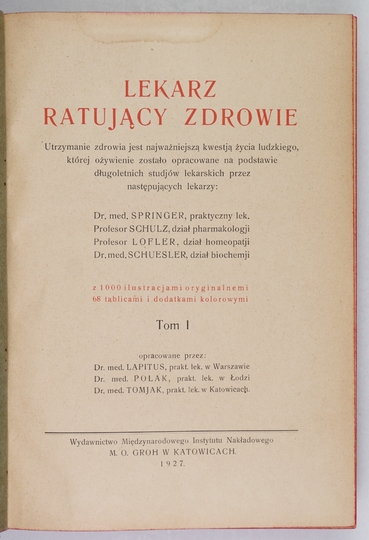 LEKARZ
RATUJĄCY ZDROWIE
Utrzymanie zdrowia jest najważniejszą kwestją życia ludzkiego,
której ożywienie zostało opracowane na podstawie
długoletnich studjów lekarskich przez
następujących lekarzy:
Dr. med. SPRINGER, praktyczny lek.
Profesor SCHULZ, dział pharmakologji
Profesor LOFLER, dział homeopatji
Dr. med. SCHUESLER, dział biochemji
z 1000 ilustracjami oryginalnemi
68 tablicami i dodatkami kolorowymi
Tom I
opracowane przez:
Dr. med. LAPITUS, prakt. lek. w Warszawie
Dr. med. POLAK, prakt. lek. w Łodzi
Dr. med. TOMJAK, prakt. lek. w Katowicach.
Wydawnictwo Międzynarodowego Instytutu Nakładowego
M. O. GROH W KATOWICACH.
1927.